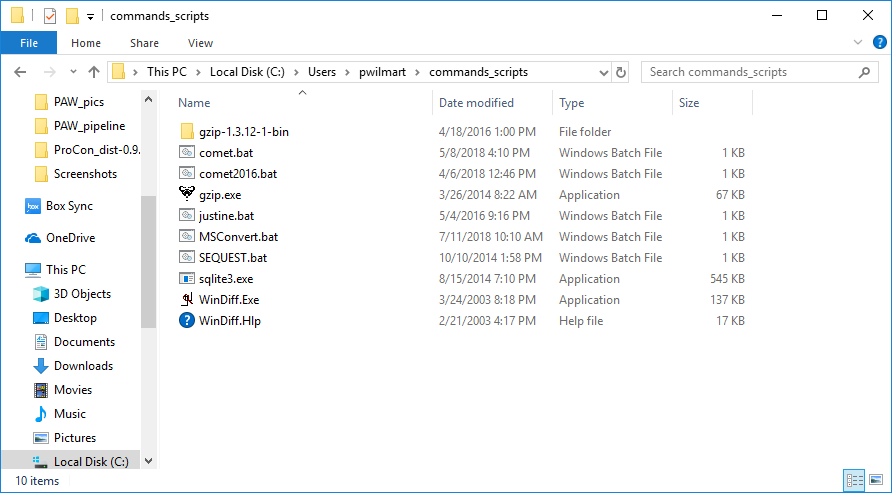 commands_scripts
File Home Share View
This PC Local Disk (C:) Users pwilmart commands_scripts Search commands_scripts
PAW_pics
PAW_pipeline
ProCon_dist-0.9.
Screenshots
Box Sync
OneDrive
This PC
3D Objects
Desktop
Documents
Downloads
Movies
Music
Pictures
Local Disk (C:)
Name Date modified Type Size
gzip-1.3.12-1-bin 4/18/2016 1:00 PM File folder
comet.bat 5/8/2018 4:10 PM Windows Batch File 1 KB
comet2016.bat 4/6/2018 12:46 PM Windows Batch File 1 KB
gzip.exe 3/26/2014 8:22 AM Application 67 KB
justine.bat 5/4/2016 9:16 PM Windows Batch File 1 KB
MSConvert.bat 7/11/2018 10:10 AM Windows Batch File 1 KB
SEQUEST.bat 10/10/2014 1:58 PM Windows Batch File 1 KB
sqlite3.exe 8/15/2014 7:10 PM Application 545 KB
WinDiff.Exe 3/24/2003 8:18 PM Application 137 KB
WinDiff.Hlp 2/21/2003 4:17 PM Help file 17 KB
10 items